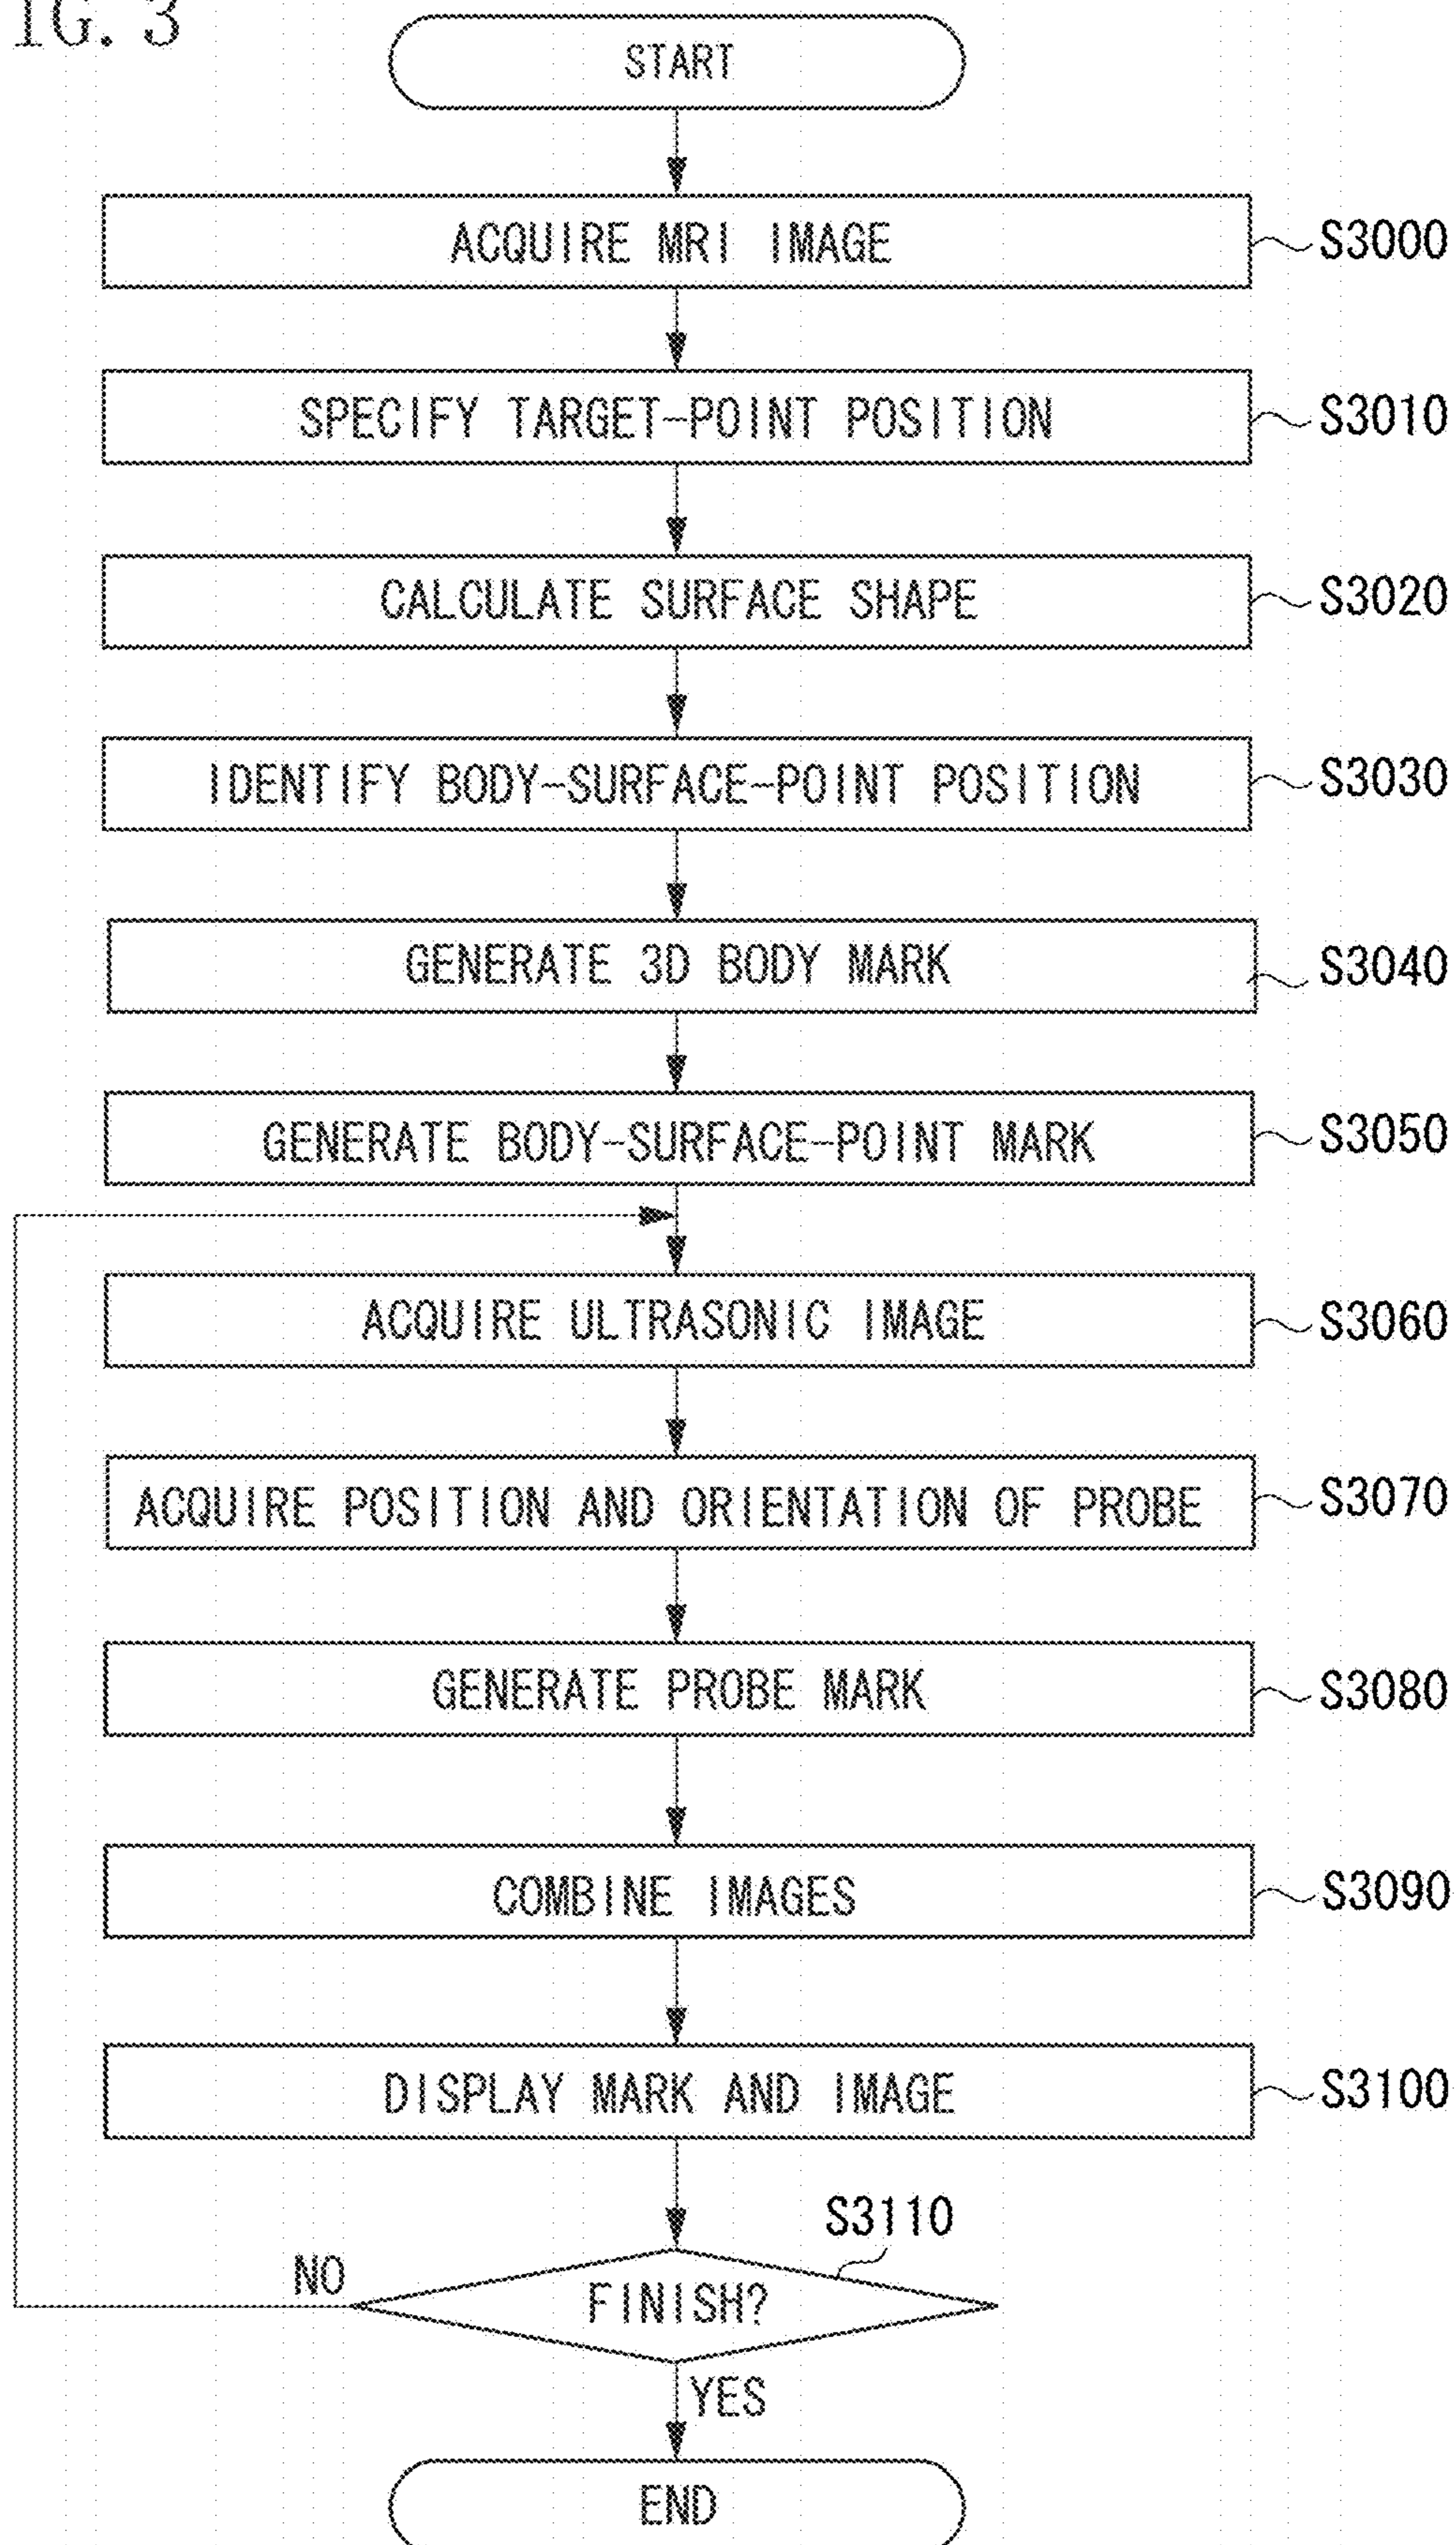 IG. 3
START
ACQUIRE MRI IMAGE
S3000
SPECIFY TARGET-POINT POSITION
S3010
CALCULATE SURFACE SHAPE
S3020
IDENTIFY BODY-SURFACE-POINT POSITION
S3030
GENERATE 3D BODY MARK
S3040
GENERATE BODY-SURFACE-POINT MARK
S3050
ACQUIRE ULTRASONIC IMAGE
S3060
ACQUIRE POSITION AND ORIENTATION OF PROBE
S3070
GENERATE PROBE MARK
S3080
COMBINE IMAGES
S3090
DISPLAY MARK AND IMAGE
S3100
S3110
NO
FINISH?
YES
END